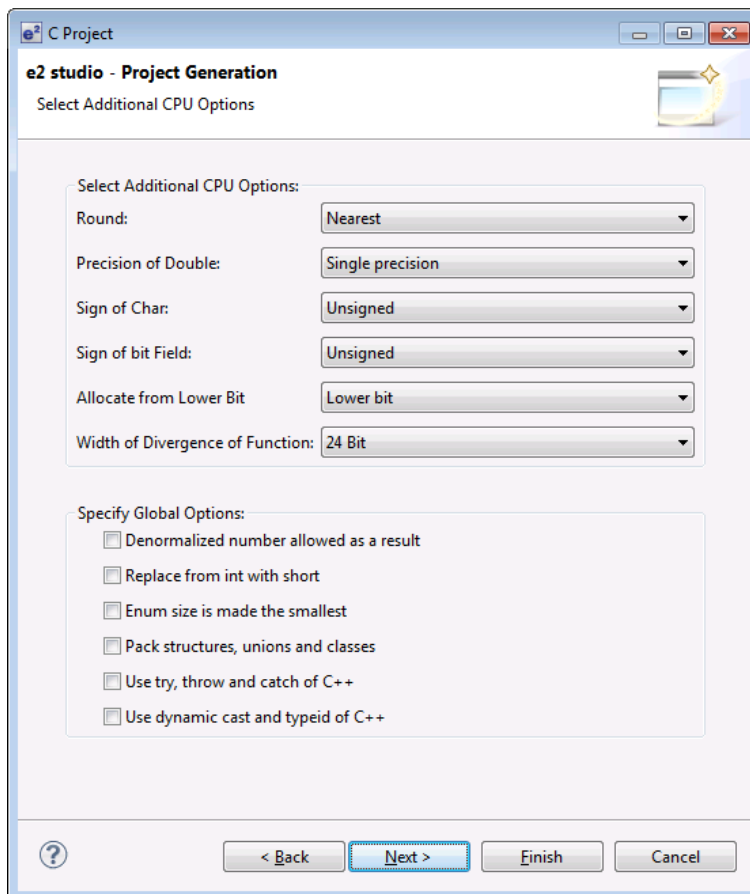 e² C Project
e2 studio - Project Generation
Select Additional CPU Options
Select Additional CPU Options:
Round: Nearest
Precision of Double: Single precision
Sign of Char: Unsigned
Sign of bit Field: Unsigned
Allocate from Lower Bit Lower bit
Width of Divergence of Function: 24 Bit
Specify Global Options:
Denormalized number allowed as a result
Replace from int with short
Enum size is made the smallest
Pack structures, unions and classes
Use try, throw and catch of C++
Use dynamic cast and typeid of C++
? < Back Next > Finish Cancel